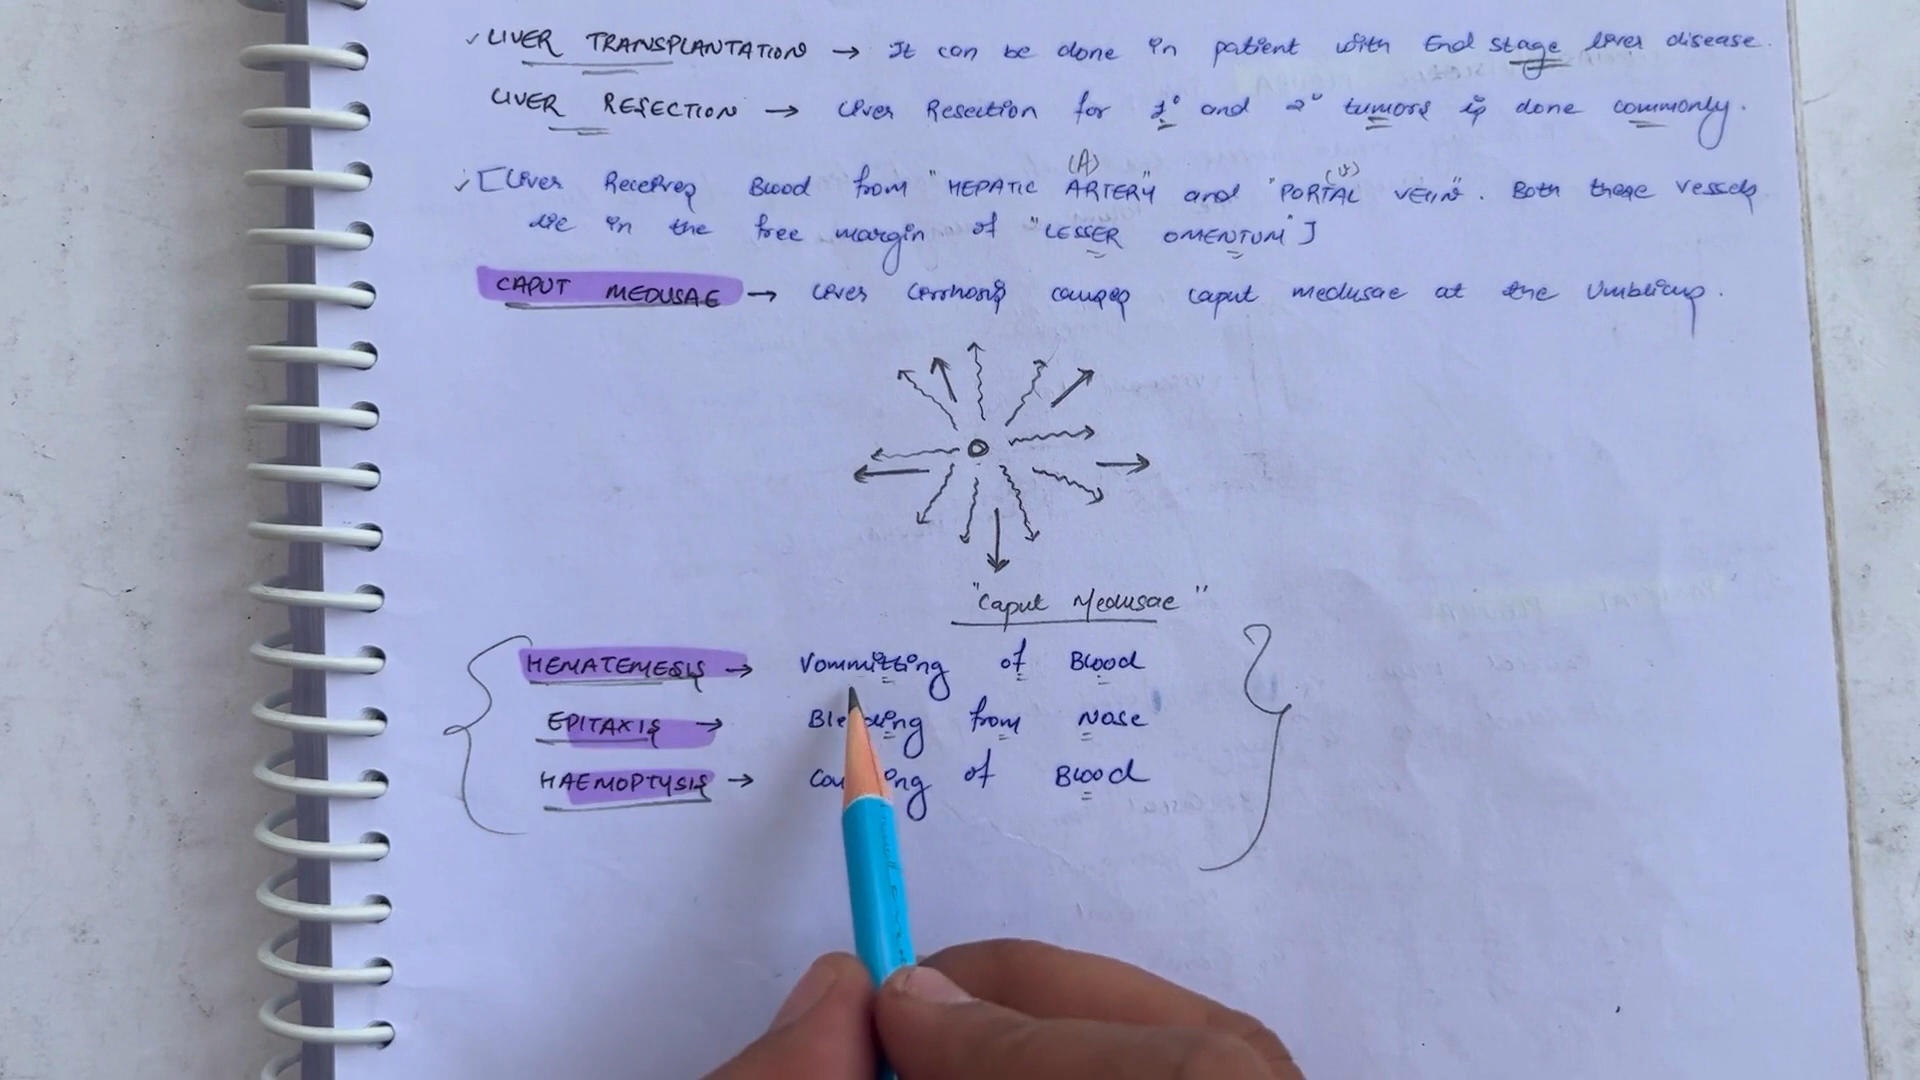 ✓ LIVER TRANSPLANTATION → It can be done in patient with End stage liver disease.
LIVER RESECTION → Liver Resection for 1° and 2° tumors is done commonly.
(A) (V)
✓ [Liver Receives Blood from "HEPATIC ARTERY" and "PORTAL VEIN". Both these vessels
lie in the free margin of "LESSER OMENTUM"]
CAPUT MEDUSAE → Liver Cirrhosis causes caput medusae at the Umblicus.
"Caput Medusae"
HEMATEMESIS → Vommitting of Blood
EPITAXIS → Bleeding from Nose
HAEMOPTYSIS → of Blood